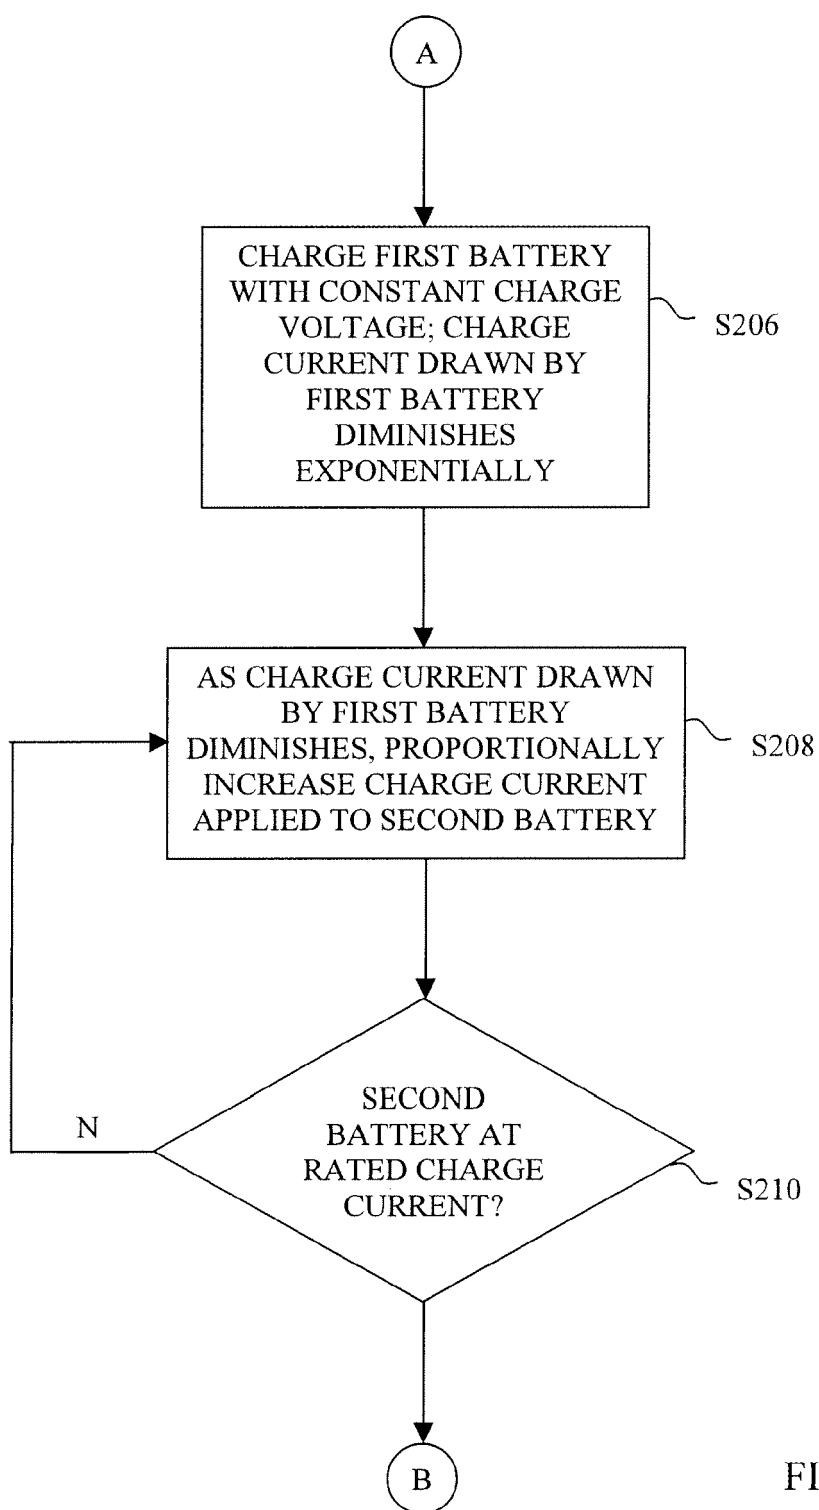 A
CHARGE FIRST BATTERY
WITH CONSTANT CHARGE
VOLTAGE; CHARGE
CURRENT DRAWN BY
FIRST BATTERY
DIMINISHES
EXPONENTIALLY
S206
AS CHARGE CURRENT DRAWN
BY FIRST BATTERY
DIMINISHES, PROPORTIONALLY
INCREASE CHARGE CURRENT
APPLIED TO SECOND BATTERY
S208
SECOND
BATTERY AT
RATED CHARGE
CURRENT?
N
S210
B
FI